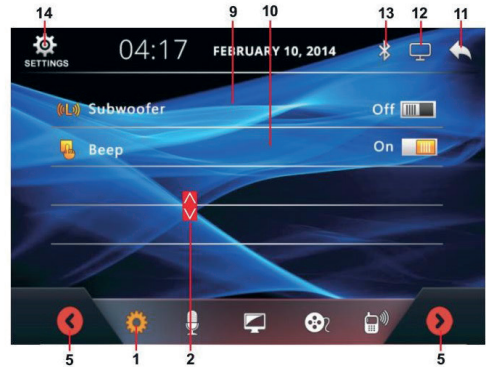 14
9
10
13
12
11
SETTINGS
04:17
FEBRUARY 10, 2014
((L)) Subwoofer
Off
Beep
On
5
1
2
5